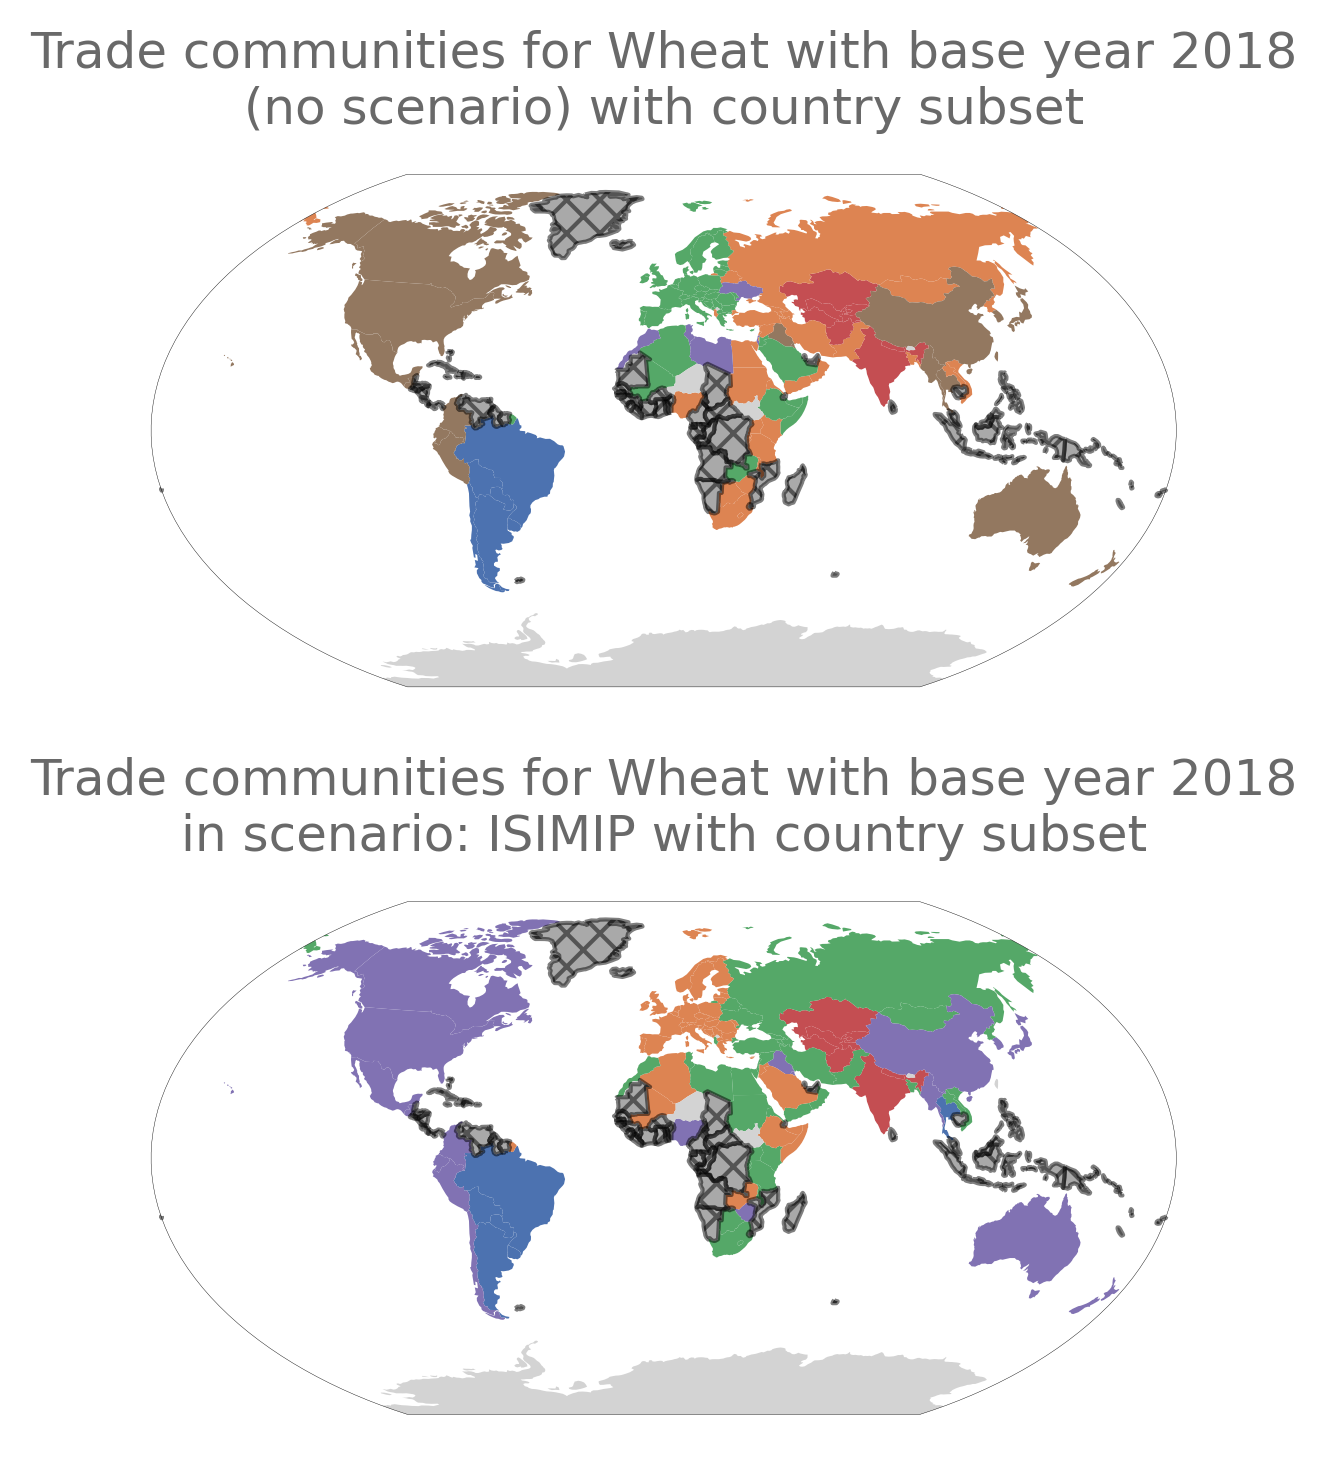 Trade communities for Wheat with base year 2018
(no scenario) with country subset
Trade communities for Wheat with base year 2018
in scenario: ISIMIP with country subset